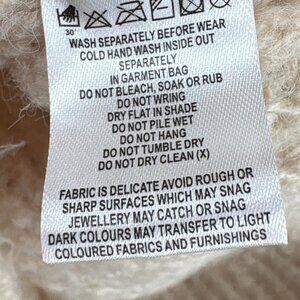 30°
WASH SEPARATELY BEFORE WEAR
COLD HAND WASH INSIDE OUT
SEPARATELY
IN GARMENT BAG
DO NOT BLEACH, SOAK OR RUB
DO NOT WRING
DRY FLAT IN SHADE
DO NOT PILE WET
DO NOT HANG
DO NOT TUMBLE DRY
DO NOT DRY CLEAN (X)
FABRIC IS DELICATE AVOID ROUGH OR
SHARP SURFACES WHICH MAY SNAG
JEWELLERY MAY CATCH OR SNAG
DARK COLOURS MAY TRANSFER TO LIGHT
COLOURED FABRICS AND FURNISHINGS